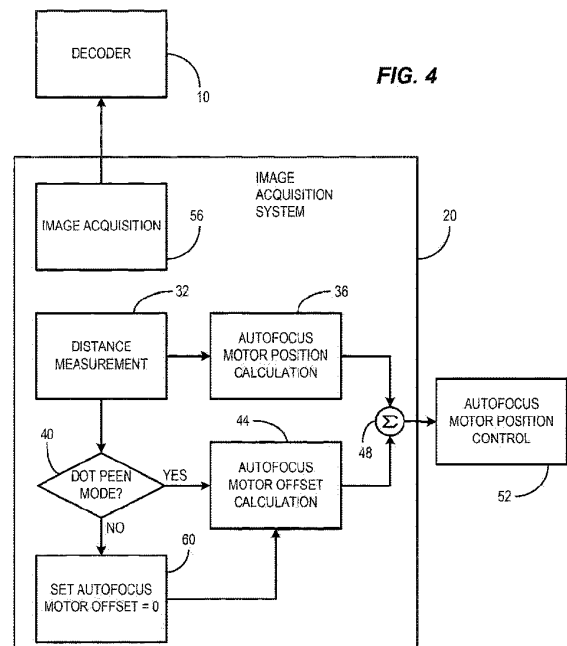 DECODER
10
FIG. 4
IMAGE
ACQUISITION
SYSTEM
IMAGE ACQUISITION
56
20
32
36
DISTANCE
MEASUREMENT
AUTOFOCUS
MOTOR POSITION
CALCULATION
Σ
48
AUTOFOCUS
MOTOR POSITION
CONTROL
52
40
DOT PEEN
MODE?
YES
44
AUTOFOCUS
MOTOR OFFSET
CALCULATION
NO
60
SET AUTOFOCUS
MOTOR OFFSET = 0